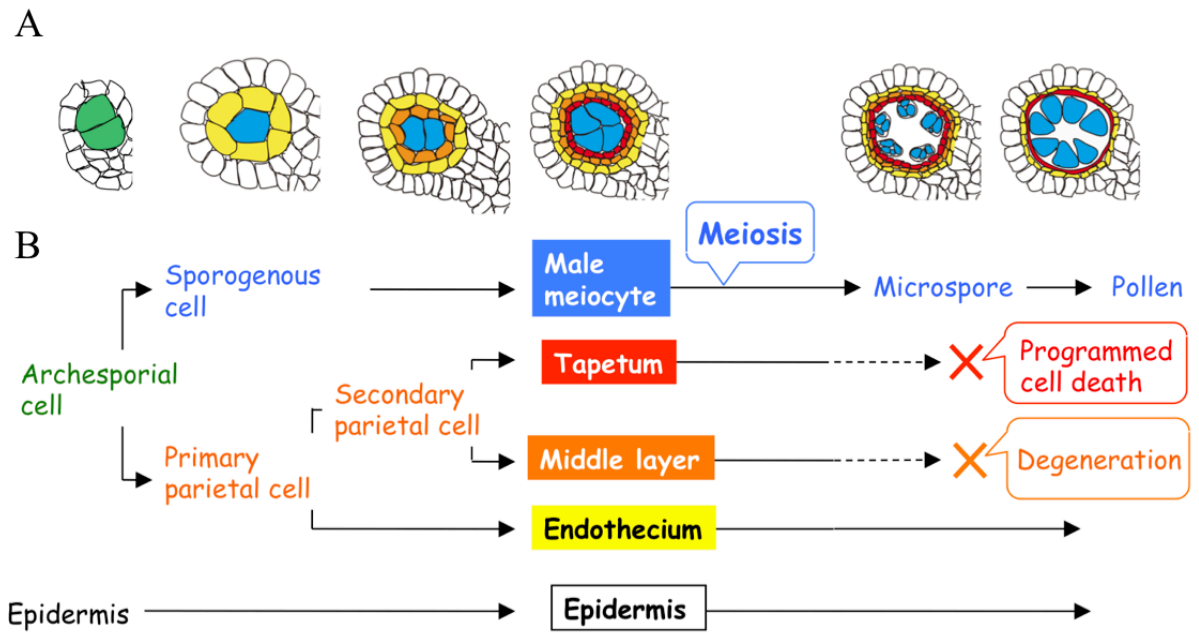 A
B
Meiosis
Sporogenous
cell
Male
meiocyte
Microspore
Pollen
Archesporial
cell
Tapetum
Programmed
cell death
Secondary
parietal cell
Primary
parietal cell
Middle layer
Degeneration
Endothecium
Epidermis
Epidermis